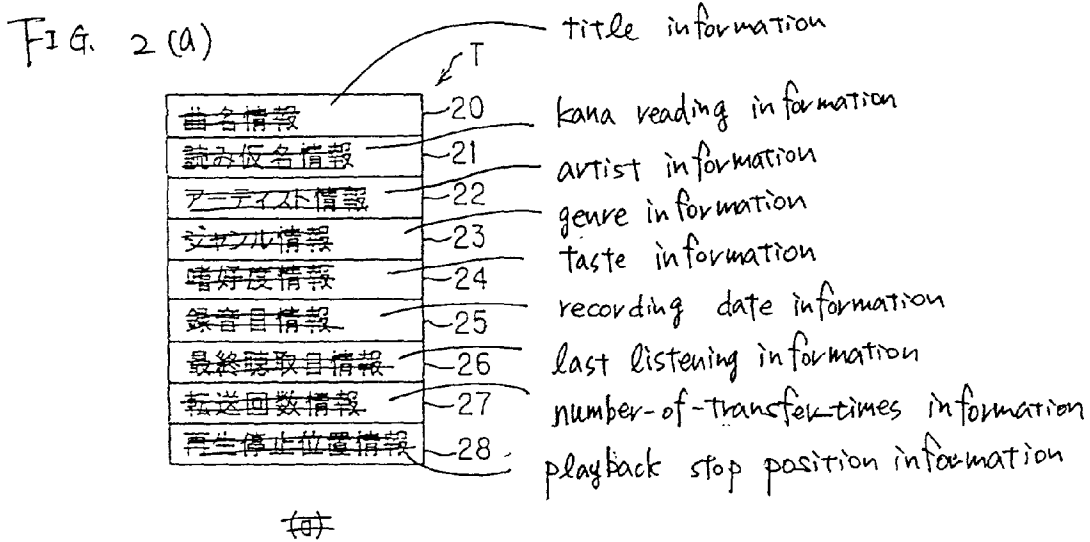 FIG. 2 (a)
title information
T
曲名情報 20
kana reading information
読み仮名情報 21
artist information
アーティスト情報 22
genre information
ジャンル情報 23
taste information
嗜好度情報 24
recording date information
録音日情報 25
last listening information
最終聴取日情報 26
number-of-transfer-times information
転送回数情報 27
playback stop position information
再生停止位置情報 28
(a)